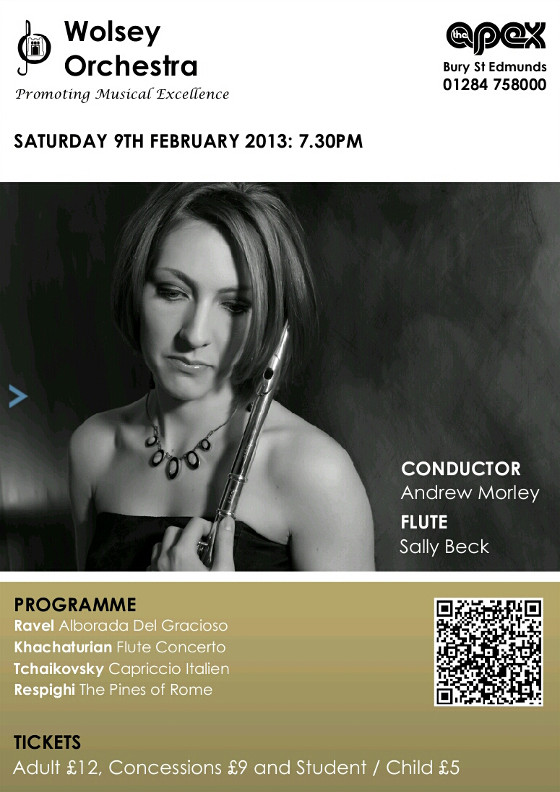 Wolsey
Orchestra
Promoting Musical Excellence
the apex
Bury St Edmunds
01284 758000
SATURDAY 9TH FEBRUARY 2013: 7.30PM
CONDUCTOR
Andrew Morley
FLUTE
Sally Beck
PROGRAMME
Ravel Alborada Del Gracioso
Khachaturian Flute Concerto
Tchaikovsky Capriccio Italien
Respighi The Pines of Rome
TICKETS
Adult £12, Concessions £9 and Student / Child £5